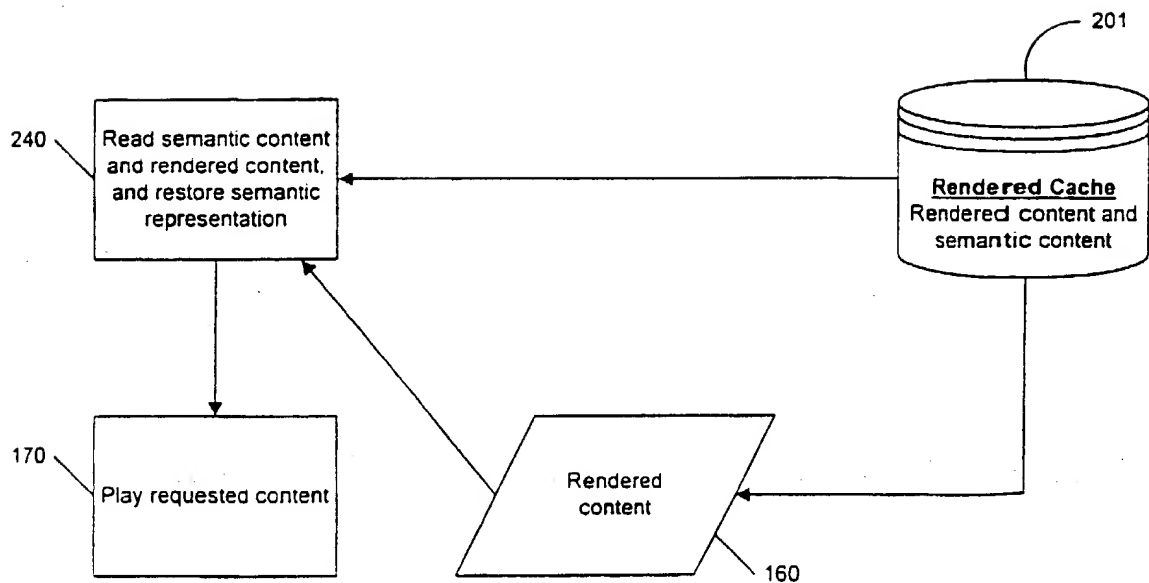 201
240
Read semantic content
and rendered content,
and restore semantic
representation
Rendered Cache
Rendered content and
semantic content
170
Play requested content
Rendered
content
160